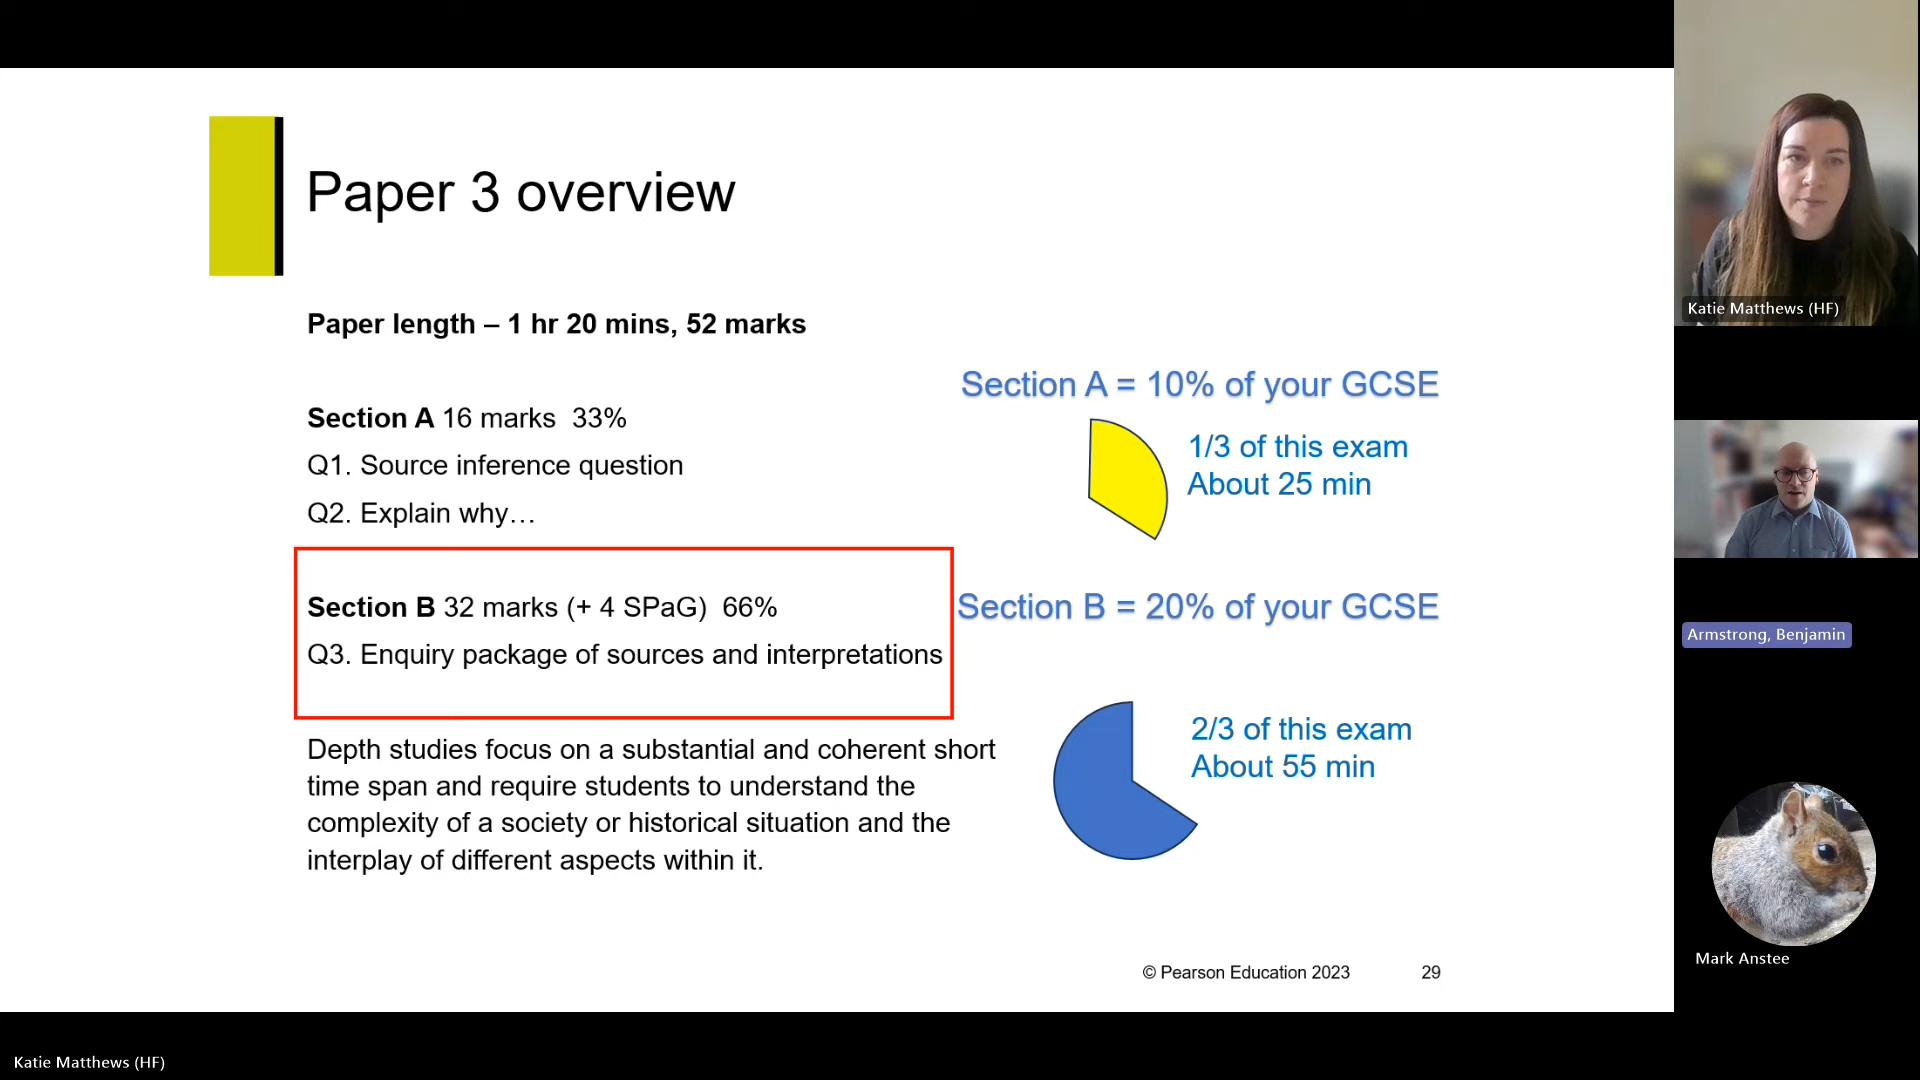 Paper 3 overview
Paper length – 1 hr 20 mins, 52 marks
Section A 16 marks  33%
Q1. Source inference question
Q2. Explain why…
Section A = 10% of your GCSE
1/3 of this exam
About 25 min
Section B 32 marks (+ 4 SPaG)  66%
Q3. Enquiry package of sources and interpretations
Section B = 20% of your GCSE
2/3 of this exam
About 55 min
Depth studies focus on a substantial and coherent short
time span and require students to understand the
complexity of a society or historical situation and the
interplay of different aspects within it.
© Pearson Education 2023
29
Katie Matthews (HF)
Armstrong, Benjamin
Mark Anstee
Katie Matthews (HF)